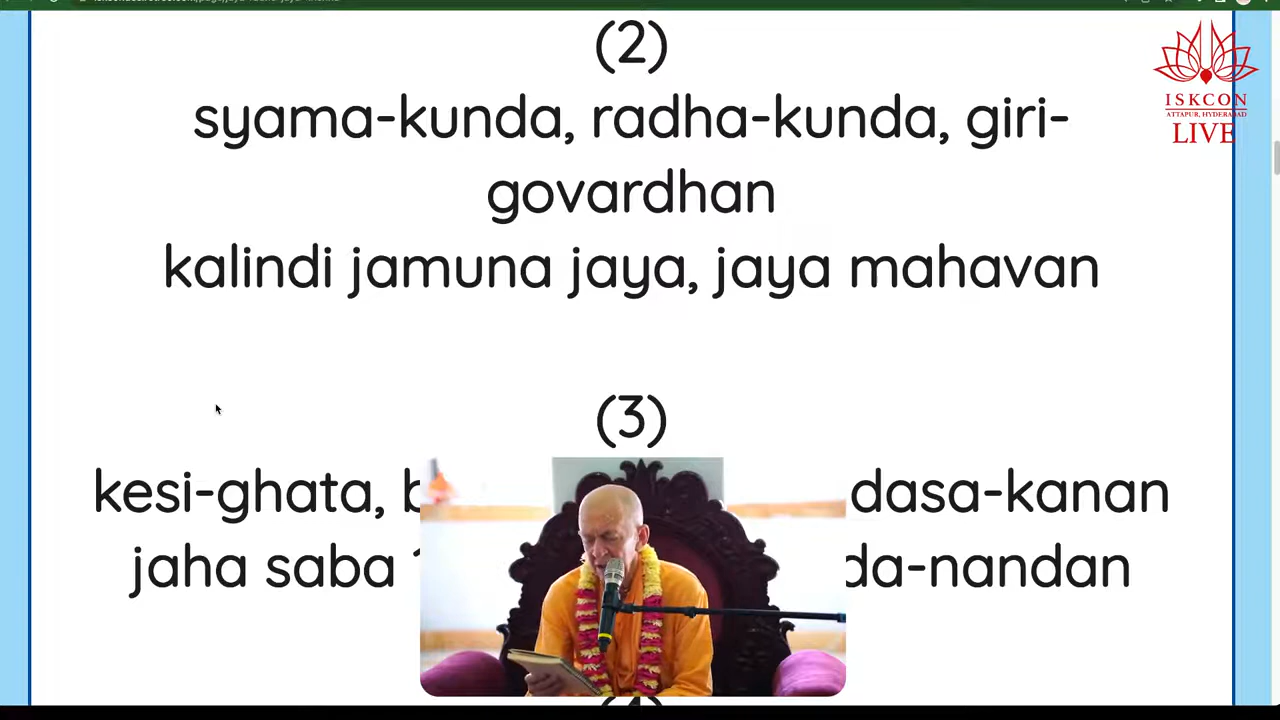 (2)
ISKCON
ATTAPUR, HYDERABAD
LIVE
syama-kunda, radha-kunda, giri-
govardhan
kalindi jamuna jaya, jaya mahavan
(3)
kesi-ghata, dasa-kanan
jaha saba da-nandan